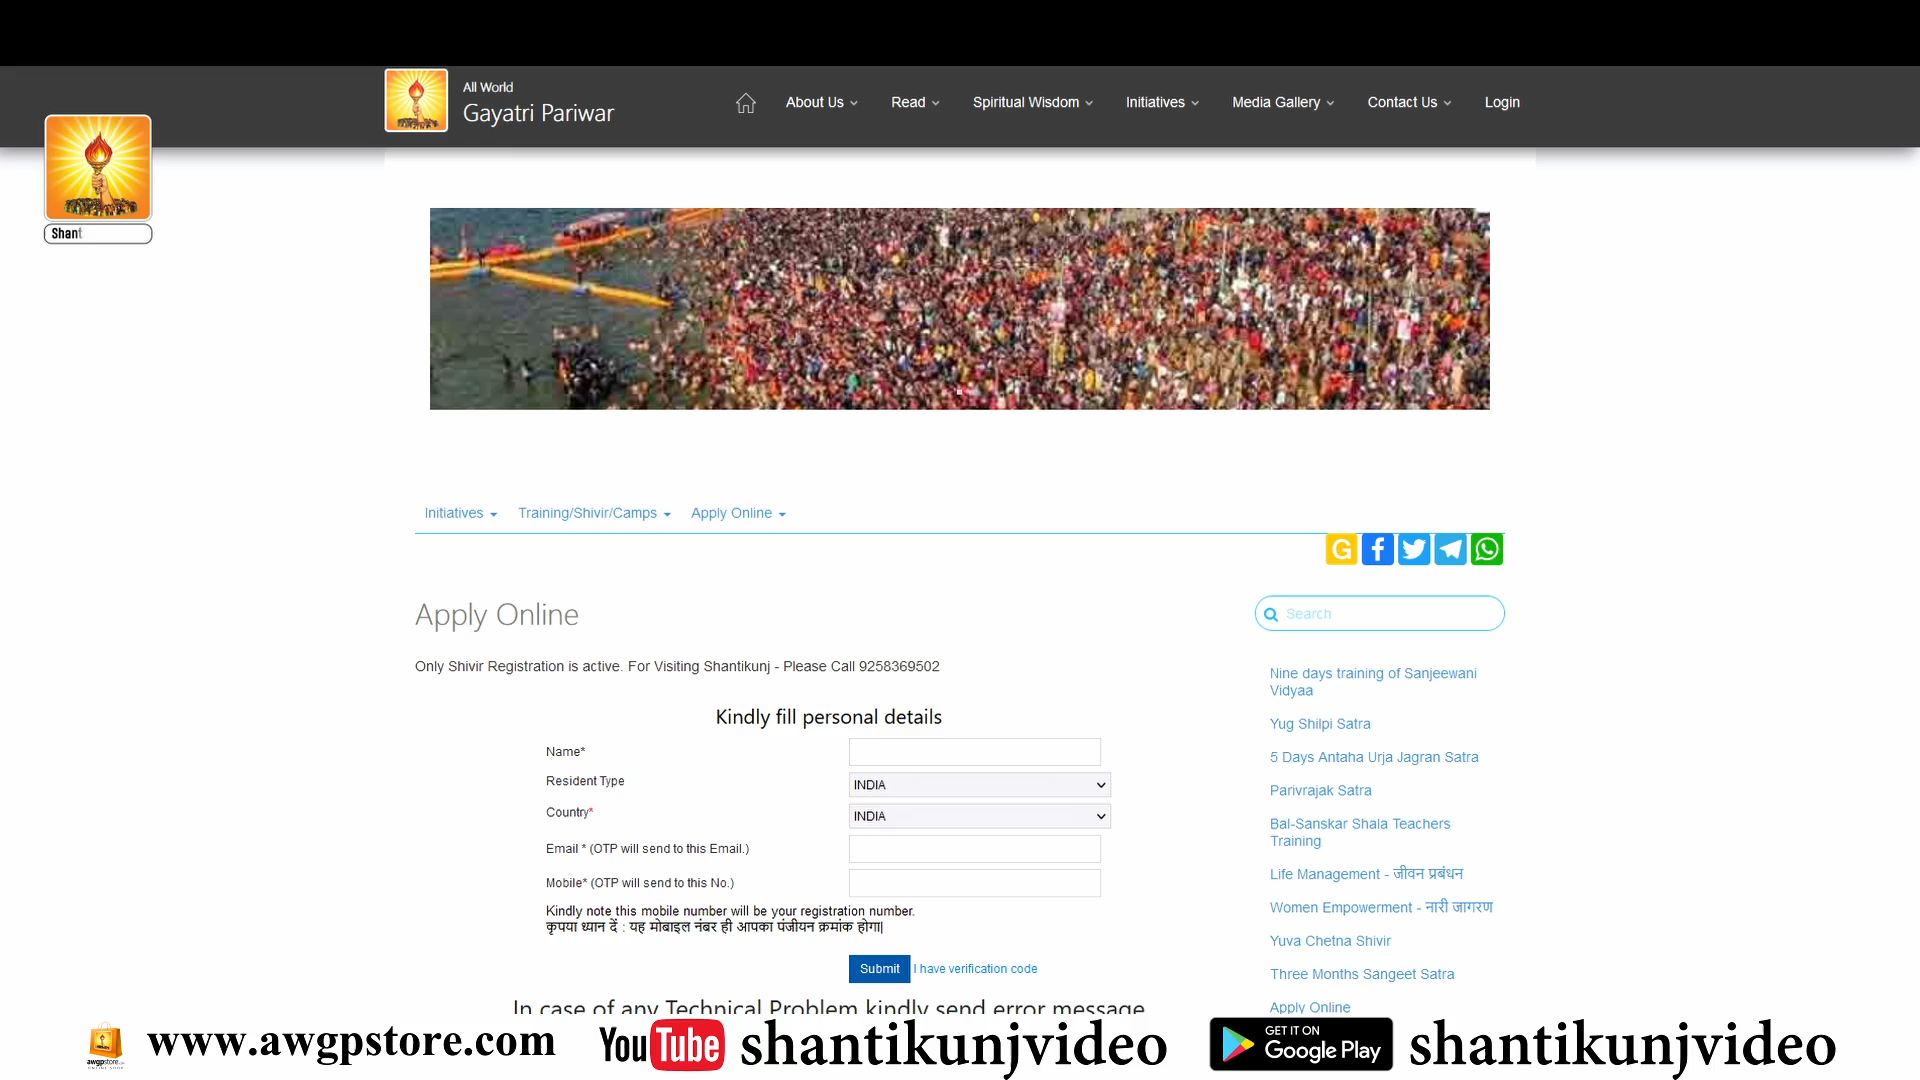 All World
Gayatri Pariwar
About Us
Read
Spiritual Wisdom
Initiatives
Media Gallery
Contact Us
Login
Shant
Initiatives
Training/Shivir/Camps
Apply Online
G
Apply Online
Search
Only Shivir Registration is active. For Visiting Shantikunj - Please Call 9258369502
Kindly fill personal details
Name*
Resident Type
INDIA
Country*
INDIA
Email * (OTP will send to this Email.)
Mobile* (OTP will send to this No.)
Kindly note this mobile number will be your registration number.
कृपया ध्यान दें : यह मोबाइल नंबर ही आपका पंजीयन क्रमांक होगा|
Submit I have verification code
In case of any Technical Problem kindly send error message
Nine days training of Sanjeewani
Vidyaa
Yug Shilpi Satra
5 Days Antaha Urja Jagran Satra
Parivrajak Satra
Bal-Sanskar Shala Teachers
Training
Life Management - जीवन प्रबंधन
Women Empowerment - नारी जागरण
Yuva Chetna Shivir
Three Months Sangeet Satra
Apply Online
awgpstore
www.awgpstore.com
YouTube
shantikunjvideo
GET IT ON
Google Play
shantikunjvideo